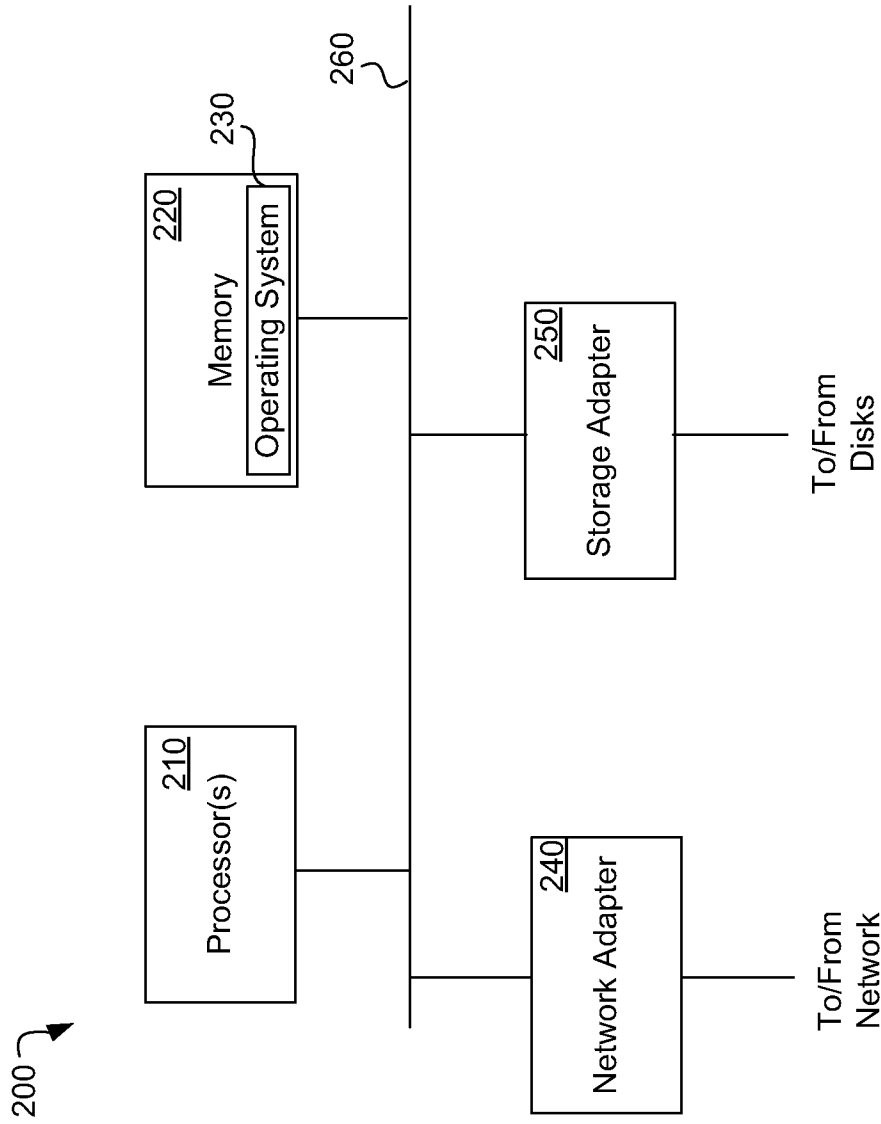 200
210
Processor(s)
220
Memory
Operating System
230
260
240
Network Adapter
250
Storage Adapter
To/From
Network
To/From
Disks